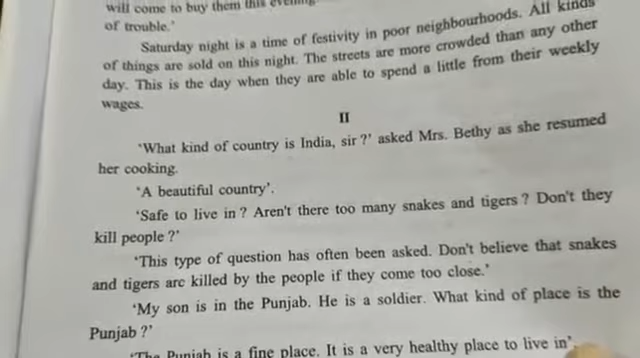 will come to buy them this evening
of trouble.'
Saturday night is a time of festivity in poor neighbourhoods. All kinds
of things are sold on this night. The streets are more crowded than any other
day. This is the day when they are able to spend a little from their weekly
wages.
II
'What kind of country is India, sir ?' asked Mrs. Bethy as she resumed
her cooking.
'A beautiful country'.
'Safe to live in ? Aren't there too many snakes and tigers ? Don't they
kill people ?'
'This type of question has often been asked. Don't believe that snakes
and tigers are killed by the people if they come too close.'
'My son is in the Punjab. He is a soldier. What kind of place is the
Punjab ?'
'The Punjab is a fine place. It is a very healthy place to live in'.